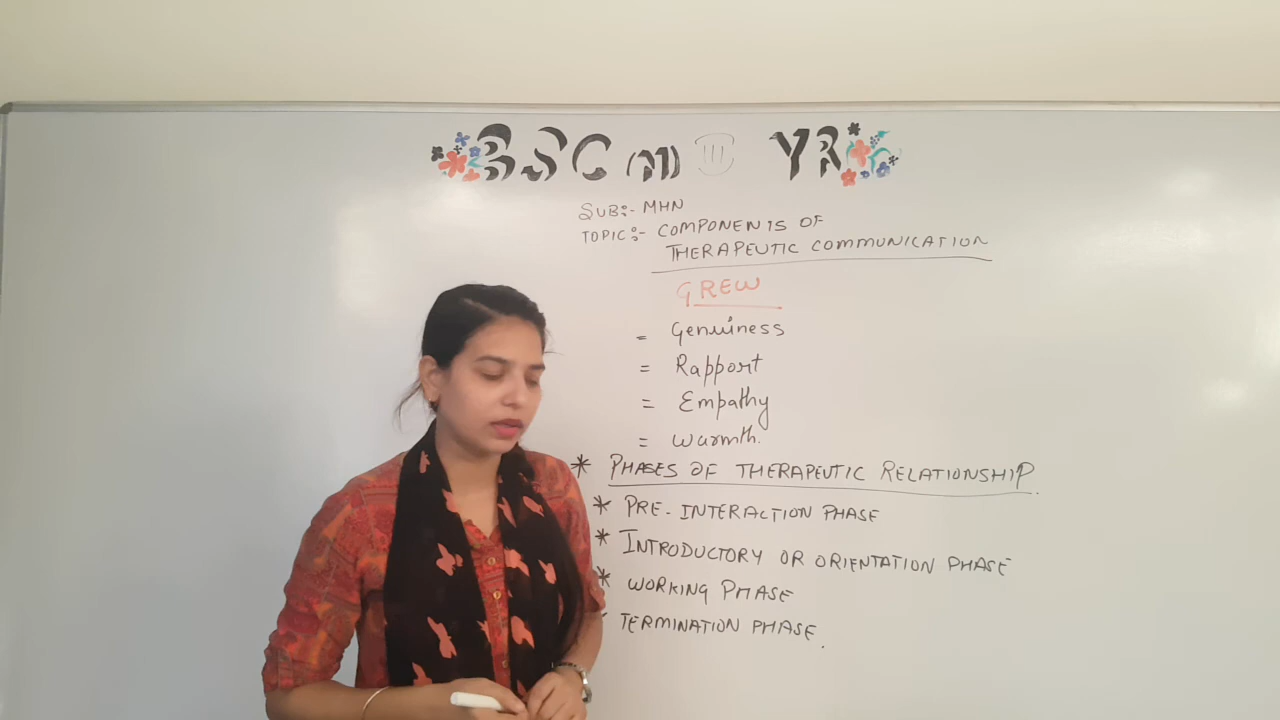 BSC (N) III YR
SUB:- MHN
TOPIC:- COMPONENTS OF
THERAPEUTIC COMMUNICATION
GREW
= Genuiness
= Rapport
= Empathy
= Warmth.
* PHASES OF THERAPEUTIC RELATIONSHIP.
* PRE-INTERACTION PHASE
* INTRODUCTORY OR ORIENTATION PHASE
* WORKING PHASE
* TERMINATION PHASE.